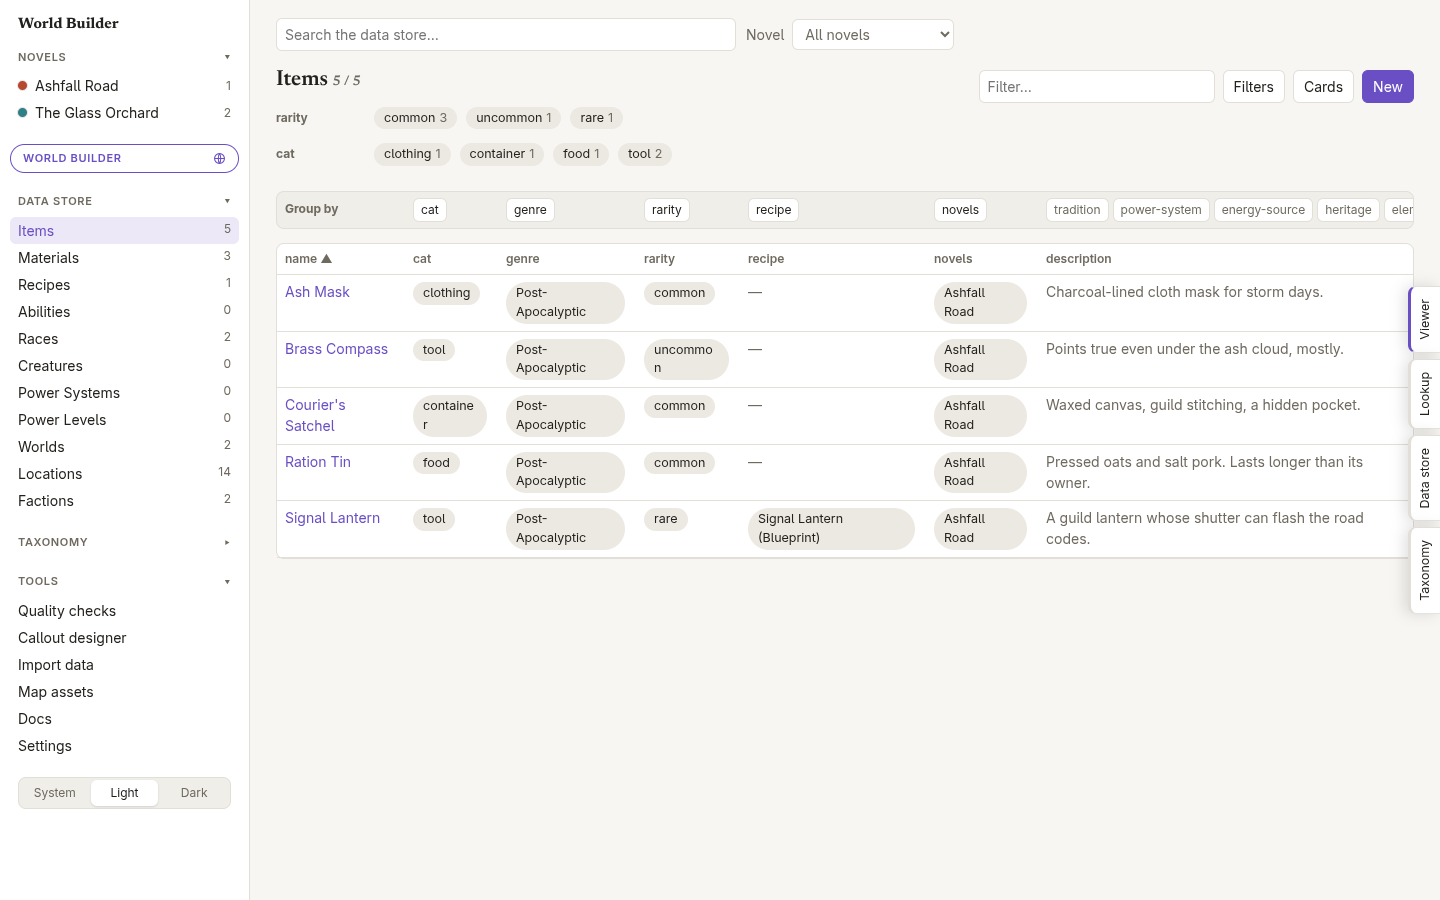 World Builder
NOVELS
Ashfall Road 1
The Glass Orchard 2
WORLD BUILDER
DATA STORE
Items 5
Materials 3
Recipes 1
Abilities 0
Races 2
Creatures 0
Power Systems 0
Power Levels 0
Worlds 2
Locations 14
Factions 2
TAXONOMY
TOOLS
Quality checks
Callout designer
Import data
Map assets
Docs
Settings
System Light Dark
Search the data store... Novel All novels
Items 5 / 5
Filter... Filters Cards New
rarity common 3 uncommon 1 rare 1
cat clothing 1 container 1 food 1 tool 2
Group by cat genre rarity recipe novels tradition power-system energy-source heritage eler
name ▲ cat genre rarity recipe novels description
Ash Mask clothing Post- common — Ashfall Charcoal-lined cloth mask for storm days.
Apocalyptic Road
Brass Compass tool Post- uncommo — Ashfall Points true even under the ash cloud, mostly.
Apocalyptic n Road
Courier's containe Post- common — Ashfall Waxed canvas, guild stitching, a hidden pocket.
Satchel r Apocalyptic Road
Ration Tin food Post- common — Ashfall Pressed oats and salt pork. Lasts longer than its
Apocalyptic Road owner.
Signal Lantern tool Post- rare Signal Lantern Ashfall A guild lantern whose shutter can flash the road
Apocalyptic (Blueprint) Road codes.
Viewer
Lookup
Data store
Taxonomy